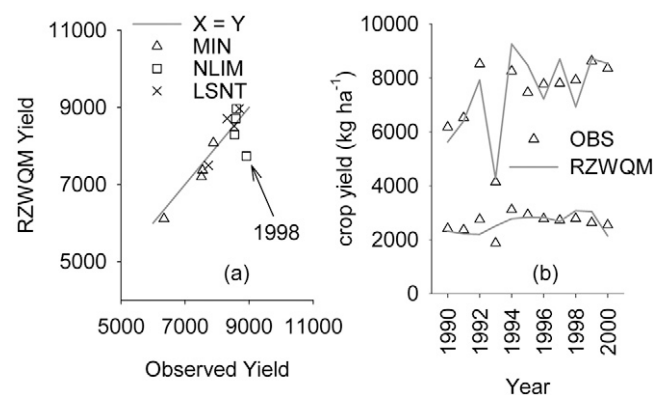 X = Y
MIN
NLIM
LSNT
11000
9000
7000
5000
RZWQM Yield
1998
(a)
5000 7000 9000 11000
Observed Yield
10000
8000
6000
4000
2000
0
crop yield (kg ha⁻¹)
OBS
RZWQM
(b)
1990 1992 1994 1996 1998 2000
Year